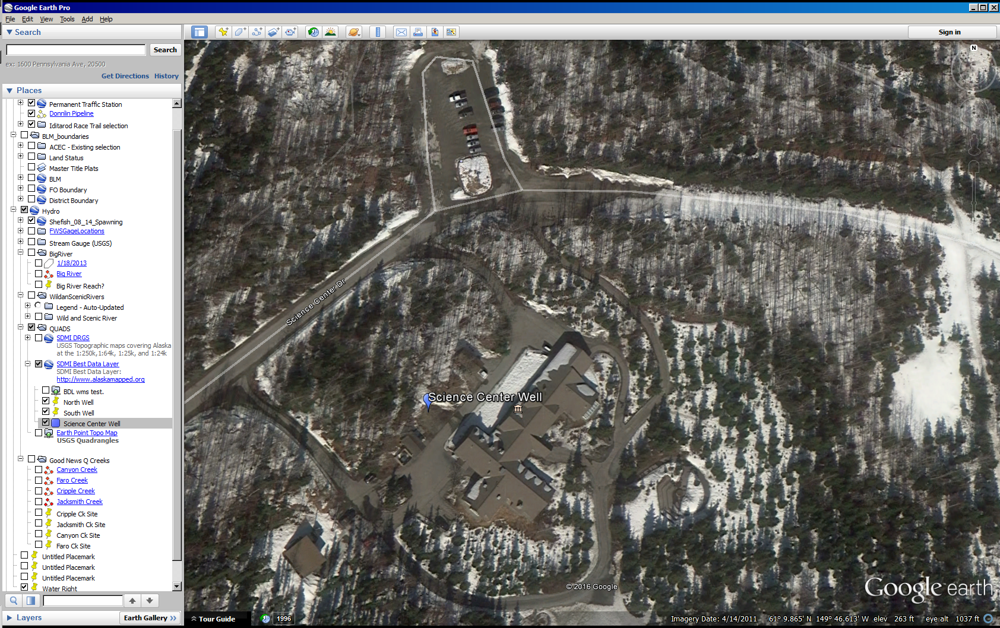 Google Earth Pro
File Edit View Tools Add Help
Search
Search
ex: 1600 Pennsylvania Ave, 20500
Get Directions History
Places
Permanent Traffic Station
Donnlin Pipeline
Iditarod Race Trail selection
BLM_boundaries
ACEC - Existing selection
Land Status
Master Title Plats
BLM
FO Boundary
District Boundary
Hydro
Shefish_08_14_Spawning
FWSGageLocations
Stream Gauge (USGS)
BigRiver
1/18/2013
Big River
Big River Reach?
WildanScenicRivers
Legend - Auto-Updated
Wild and Scenic River
QUADS
SDMI DRGS
USGS Topographic maps covering Alaska
at the 1:250k,1:64k, 1:25k, and 1:24k
SDMI Best Data Layer
SDMI Best Data Layer:
http://www.alaskamapped.org
BDL wms test.
North Well
South Well
Science Center Well
Earth Point Topo Map
USGS Quadrangles
Good News Q Creeks
Canyon Creek
Faro Creek
Cripple Creek
Jacksmith Creek
Cripple Ck Site
Jacksmith Ck Site
Canyon Ck Site
Faro Ck Site
Untitled Placemark
Untitled Placemark
Untitled Placemark
Water Right
Layers
Earth Gallery »
Sign in
N
Science Center Dr
Science Center Well
© 2016 Google
Google earth
Tour Guide
1996
Imagery Date: 4/14/2011 61° 9.865' N 149° 46.613' W elev 263 ft eye alt 1037 ft